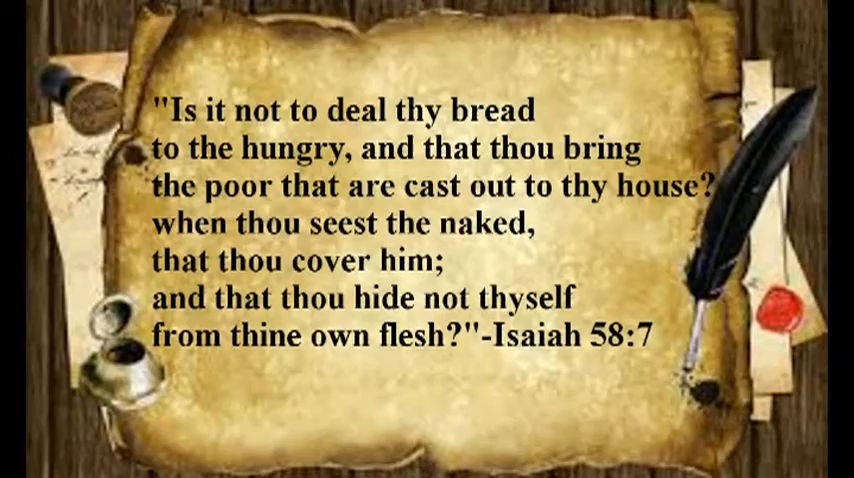 "Is it not to deal thy bread
to the hungry, and that thou bring
the poor that are cast out to thy house?
when thou seest the naked,
that thou cover him;
and that thou hide not thyself
from thine own flesh?"-Isaiah 58:7